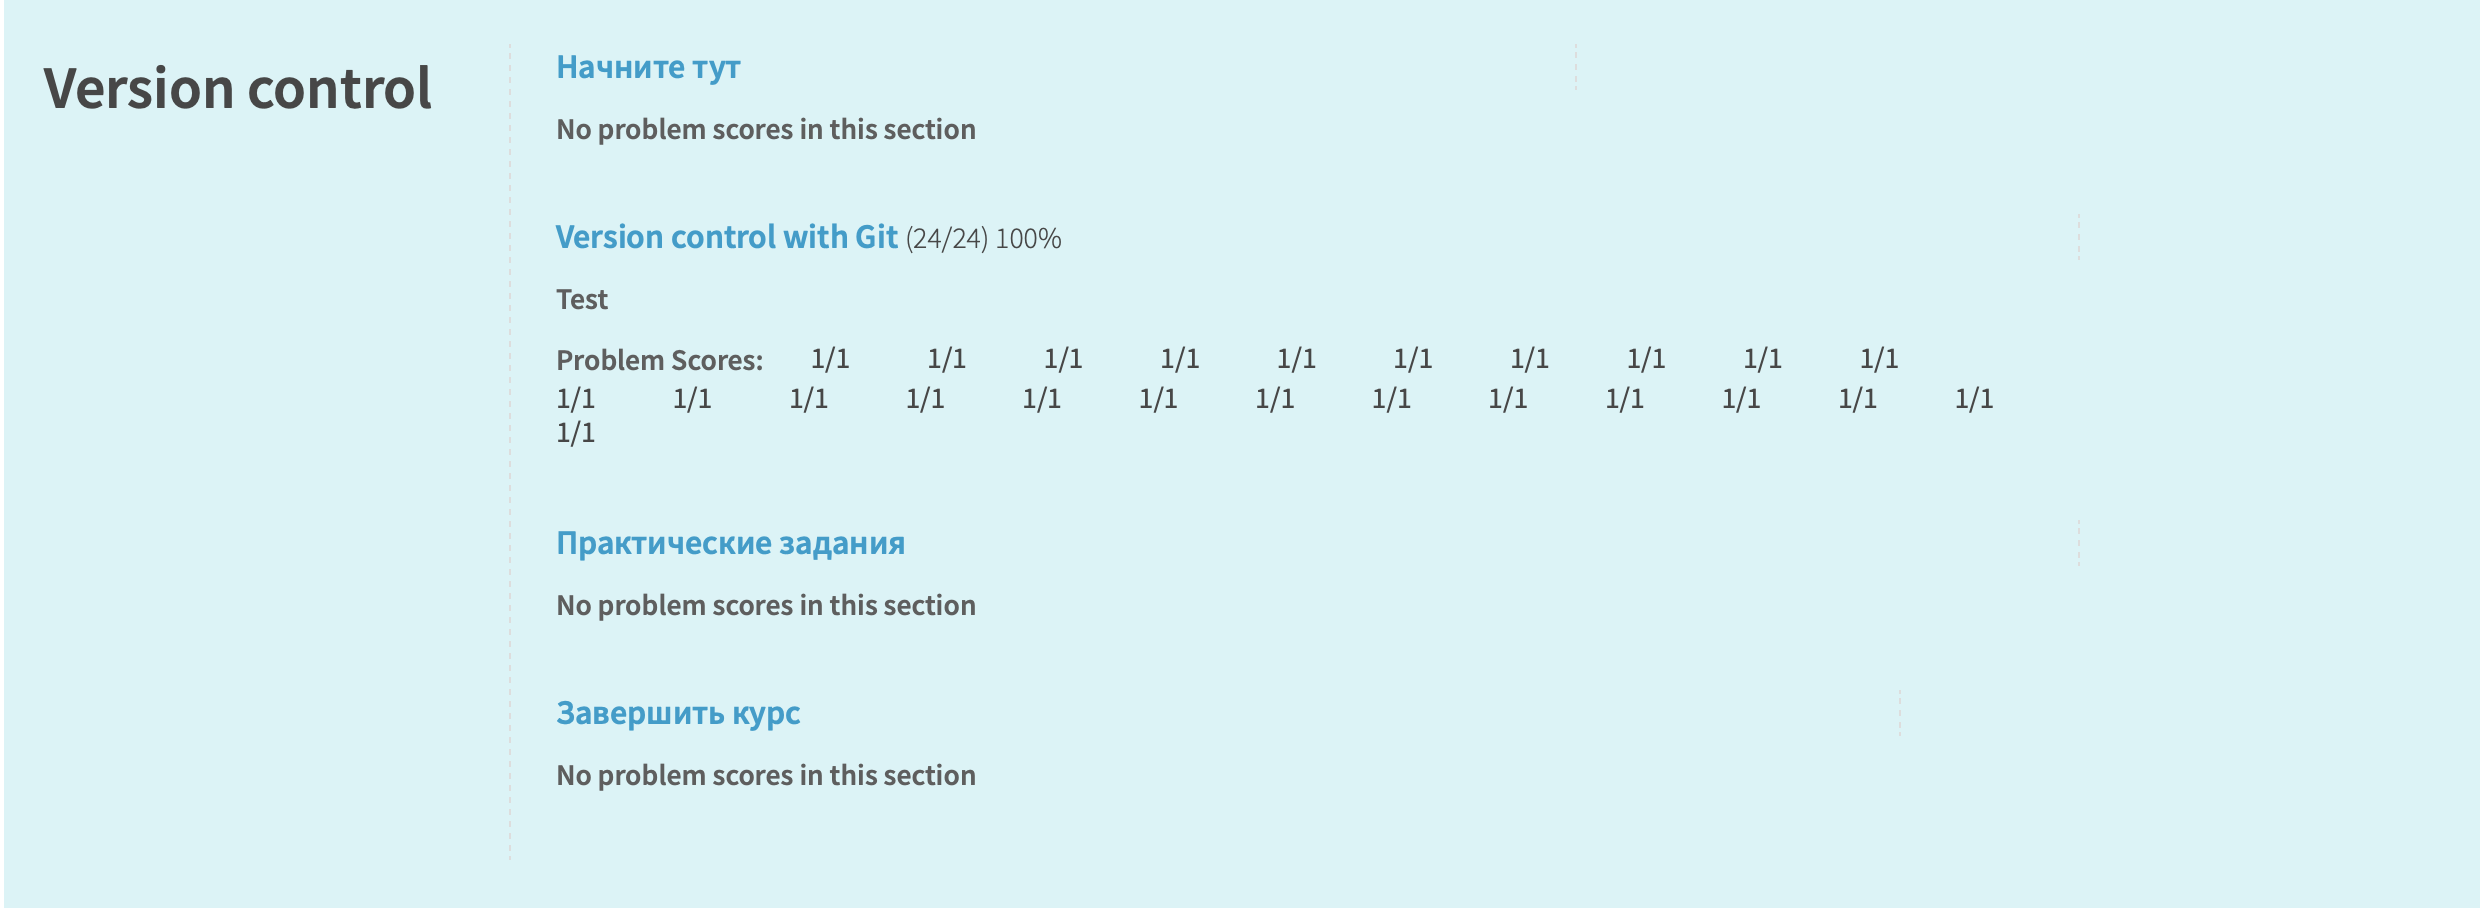 Version control
Начните тут
No problem scores in this section
Version control with Git (24/24) 100%
Test
Problem Scores: 1/1 1/1 1/1 1/1 1/1 1/1 1/1 1/1 1/1 1/1
1/1 1/1 1/1 1/1 1/1 1/1 1/1 1/1 1/1 1/1 1/1 1/1 1/1
1/1
Практические задания
No problem scores in this section
Завершить курс
No problem scores in this section